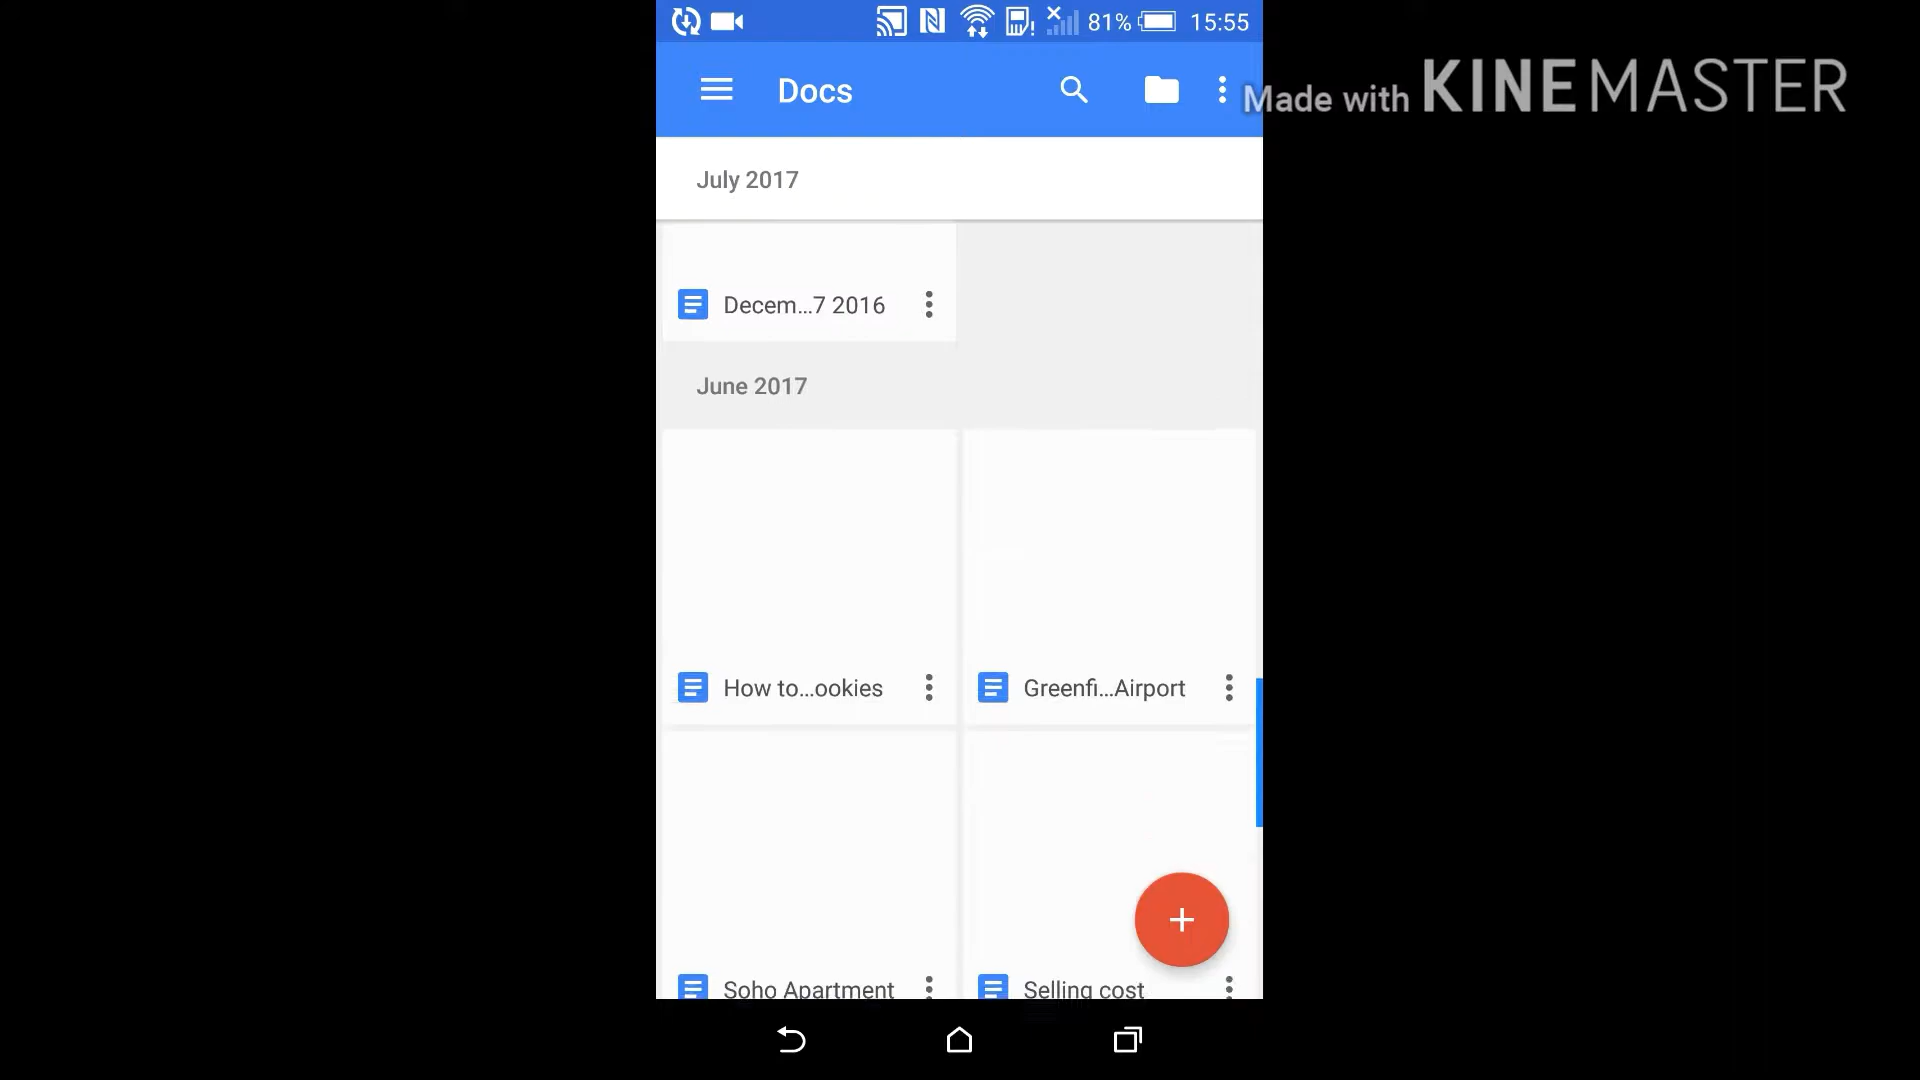 81% 15:55
Docs
Made with KINEMASTER
July 2017
Decem...7 2016
June 2017
How to...ookies
Greenfi...Airport
Soho Apartment
Selling cost